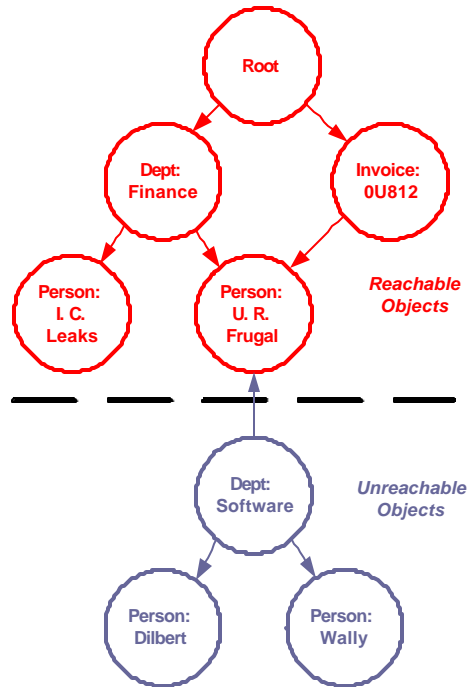 Root
Dept:
Finance
Invoice:
0U812
Person:
I. C.
Leaks
Person:
U. R.
Frugal
Reachable
Objects
Dept:
Software
Unreachable
Objects
Person:
Dilbert
Person:
Wally